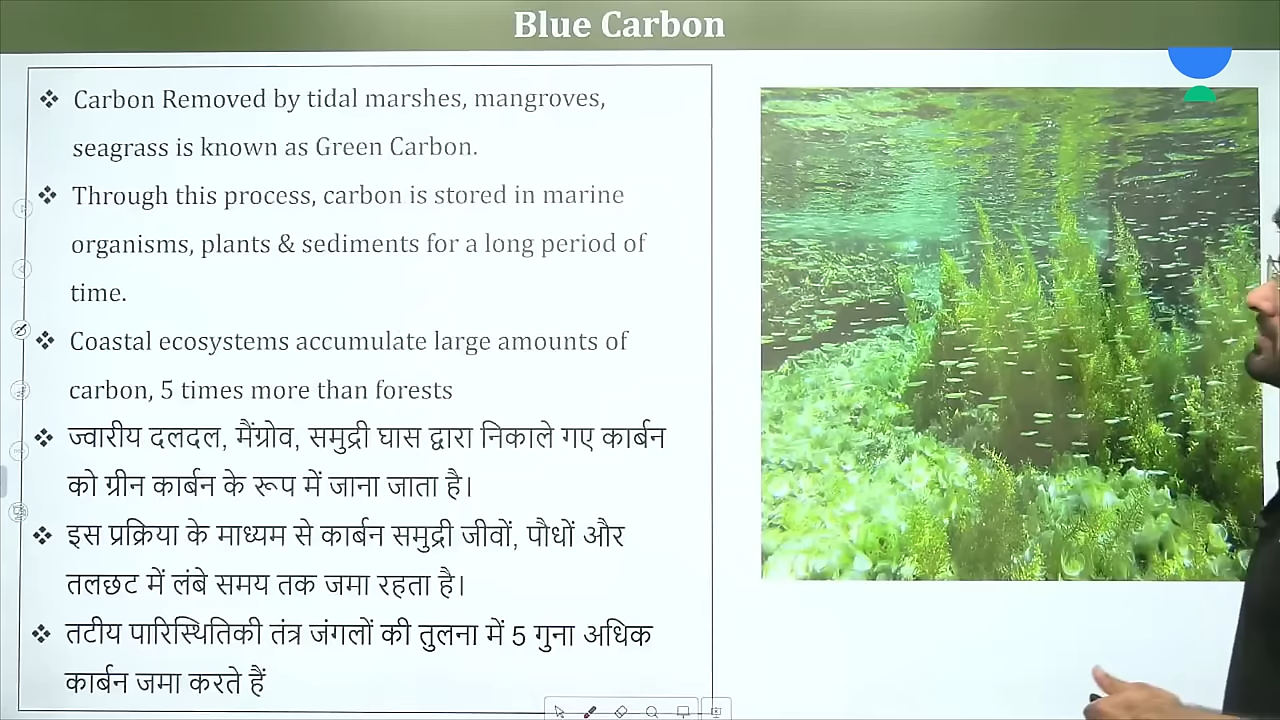 Blue Carbon
❖ Carbon Removed by tidal marshes, mangroves,
seagrass is known as Green Carbon.
❖ Through this process, carbon is stored in marine
organisms, plants & sediments for a long period of
time.
❖ Coastal ecosystems accumulate large amounts of
carbon, 5 times more than forests
❖ ज्वारीय दलदल, मैंग्रोव, समुद्री घास द्वारा निकाले गए कार्बन
को ग्रीन कार्बन के रूप में जाना जाता है।
❖ इस प्रक्रिया के माध्यम से कार्बन समुद्री जीवों, पौधों और
तलछट में लंबे समय तक जमा रहता है।
❖ तटीय पारिस्थितिकी तंत्र जंगलों की तुलना में 5 गुना अधिक
कार्बन जमा करते हैं